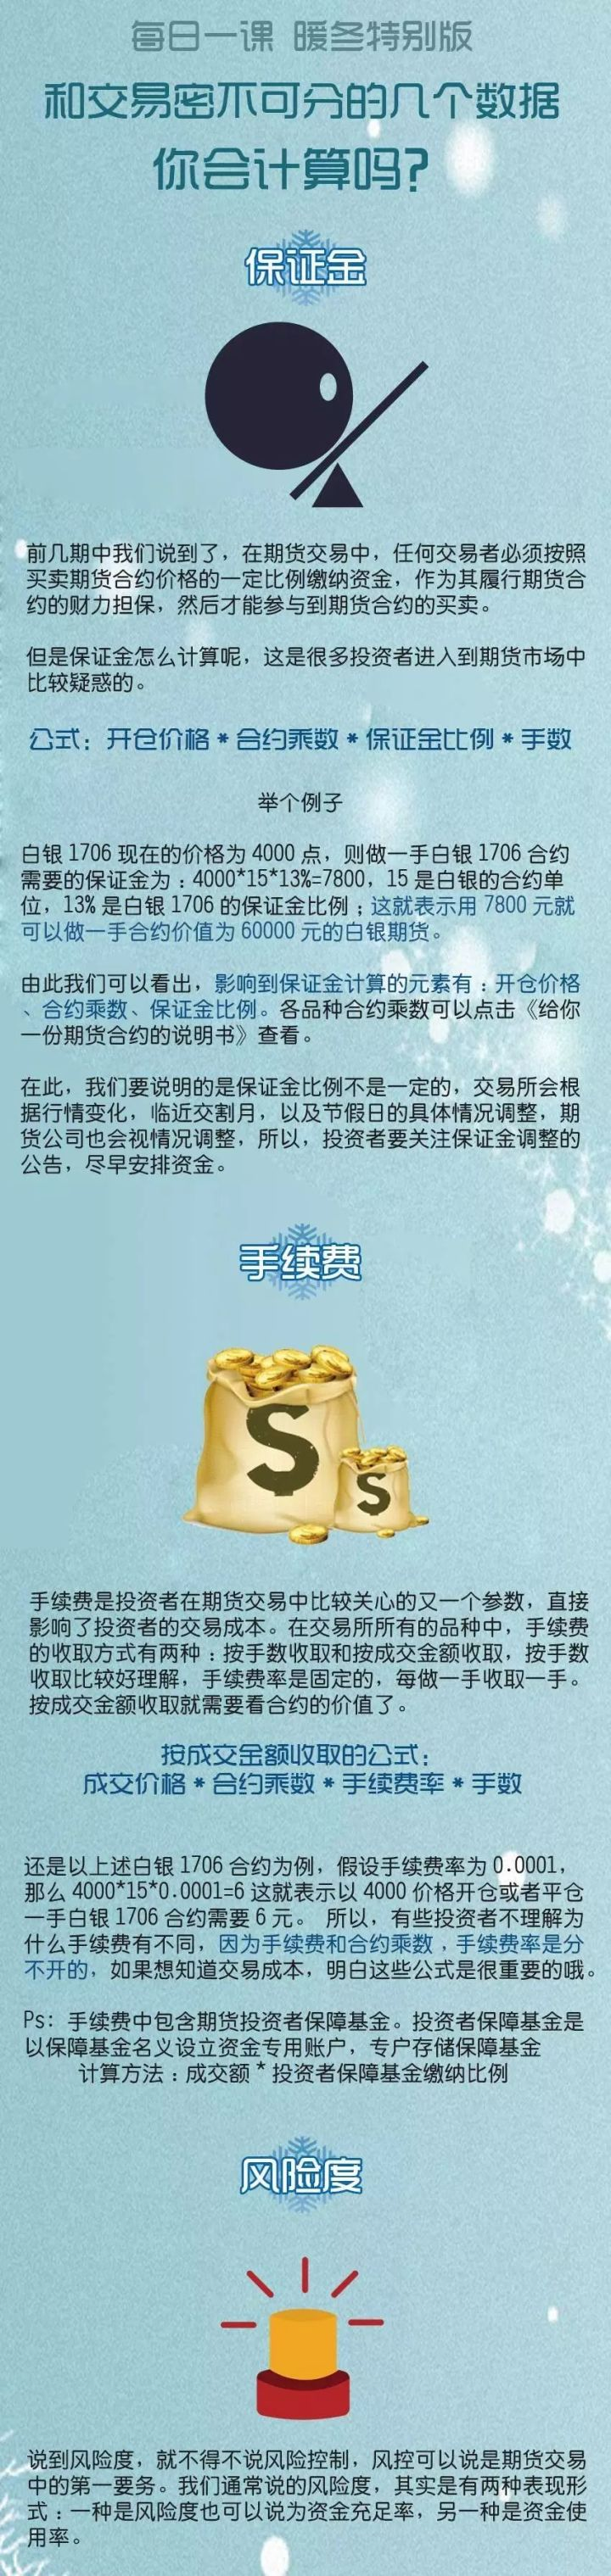 每日一课 暖冬特别版
和交易密不可分的几个数据
你会计算吗?
保证金
前几期中我们说到了，在期货交易中，任何交易者必须按照
买卖期货合约价格的一定比例缴纳资金，作为其履行期货合
约的财力担保，然后才能参与到期货合约的买卖。
但是保证金怎么计算呢，这是很多投资者进入到期货市场中
比较疑惑的。
公式：开仓价格 * 合约乘数 * 保证金比例 * 手数
举个例子
白银 1706 现在的价格为 4000 点，则做一手白银 1706 合约
需要的保证金为：4000*15*13%=7800，15 是白银的合约单
位，13% 是白银 1706 的保证金比例；这就表示用 7800 元就
可以做一手合约价值为 60000 元的白银期货。
由此我们可以看出，影响到保证金计算的元素有：开仓价格
、合约乘数、保证金比例。各品种合约乘数可以点击《给你
一份期货合约的说明书》查看。
在此，我们要说明的是保证金比例不是一定的，交易所会根
据行情变化，临近交割月，以及节假日的具体情况调整，期
货公司也会视情况调整，所以，投资者要关注保证金调整的
公告，尽早安排资金。
手续费
S
S
手续费是投资者在期货交易中比较关心的又一个参数，直接
影响了投资者的交易成本。在交易所所有的品种中，手续费
的收取方式有两种：按手数收取和按成交金额收取，按手数
收取比较好理解，手续费率是固定的，每做一手收取一手。
按成交金额收取就需要看合约的价值了。
按成交金额收取的公式：
成交价格 * 合约乘数 * 手续费率 * 手数
还是以上述白银 1706 合约为例，假设手续费率为 0.0001，
那么 4000*15*0.0001=6 这就表示以 4000 价格开仓或者平仓
一手白银 1706 合约需要 6 元。 所以，有些投资者不理解为
什么手续费有不同，因为手续费和合约乘数，手续费率是分
不开的，如果想知道交易成本，明白这些公式是很重要的哦。
Ps：手续费中包含期货投资者保障基金。投资者保障基金是
以保障基金名义设立资金专用账户，专户存储保障基金
计算方法：成交额 * 投资者保障基金缴纳比例
风险度
说到风险度，就不得不说风险控制，风控可以说是期货交易
中的第一要务。我们通常说的风险度，其实是有两种表现形
式：一种是风险度也可以说为资金充足率，另一种是资金使
用率。